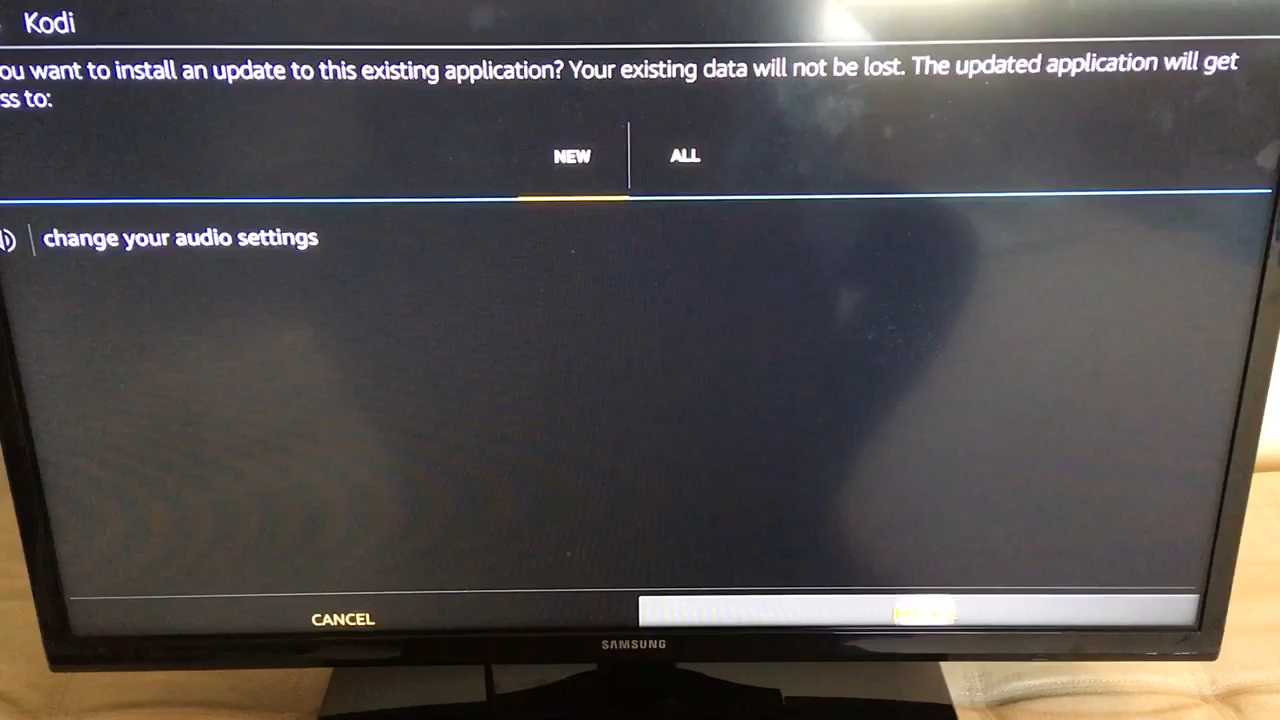 Kodi
ou want to install an update to this existing application? Your existing data will not be lost. The updated application will get
ss to:
NEW
ALL
change your audio settings
CANCEL
SAMSUNG